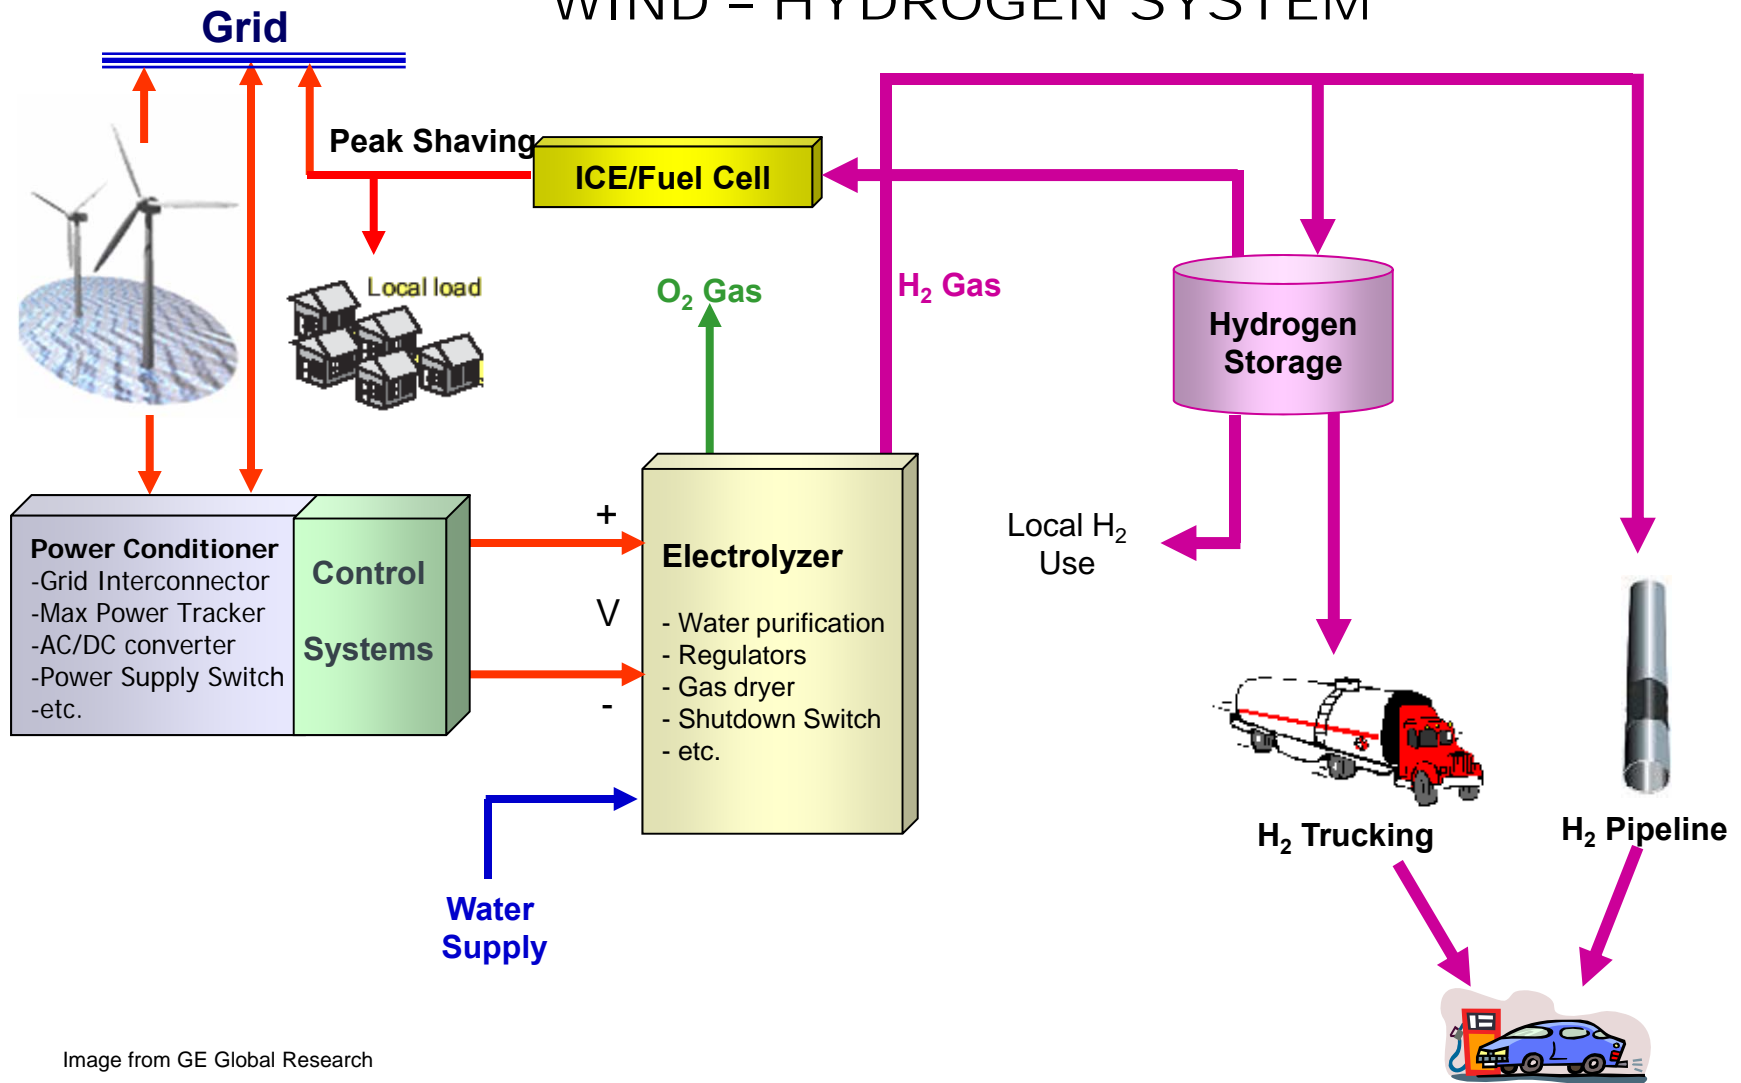 WIND – HYDROGEN SYSTEM
Grid
Peak Shaving
ICE/Fuel Cell
Local load
O₂ Gas
H₂ Gas
Hydrogen
Storage
Power Conditioner
-Grid Interconnector
-Max Power Tracker
-AC/DC converter
-Power Supply Switch
-etc.
Control
Systems
+
V
-
Electrolyzer
- Water purification
- Regulators
- Gas dryer
- Shutdown Switch
- etc.
Local H₂
Use
H₂ Trucking
H₂ Pipeline
Water
Supply
Image from GE Global Research